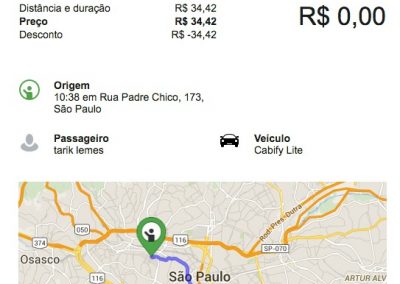 Distância e duração R$ 34,42
Preço R$ 34,42
Desconto R$ -34,42
R$ 0,00
Origem
10:38 em Rua Padre Chico, 173,
São Paulo
Passageiro
tarik lemes
Veículo
Cabify Lite
374
050
116
116
SP-070
Rod-Pres-Dutra
Osasco
São Paulo
ARTUR ALV